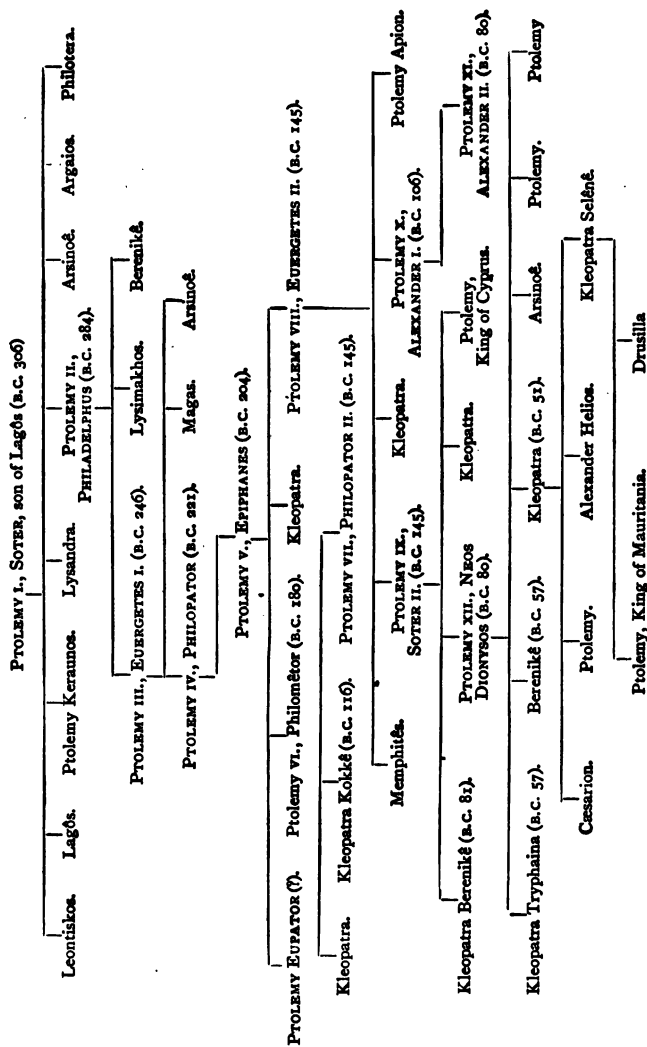 PTOLEMY I., SOTER, son of Lagôs (B.C. 306)
Leontiskos. Lagôs. Ptolemy Keraunos. Lysandra. PTOLEMY II., Arsinoê. Argaios. Philotera.
PHILADELPHUS (B.C. 284).
PTOLEMY III., EUERGETES I. (B.C. 246). Lysimakhos. Berenikê.
PTOLEMY IV., PHILOPATOR (B.C. 221). Magas. Arsinoê.
PTOLEMY V., EPIPHANES (B.C. 204).
PTOLEMY EUPATOR (?). Ptolemy VI., Philomêtor (B.C. 180). Kleopatra. PTOLEMY VIII., EUERGETES II. (B.C. 145).
Kleopatra. Kleopatra Kokkê (B.C. 116). PTOLEMY VII., PHILOPATOR II. (B.C. 145).
Memphitês. PTOLEMY IX., Kleopatra. PTOLEMY X., Ptolemy Apion.
SOTER II., (B.C. 145). ALEXANDER I. (B.C. 106).
Kleopatra Berenikê (B.C. 81). PTOLEMY XII., NEOS Kleopatra. Ptolemy, PTOLEMY XI.,
DIONYSOS (B.C. 80). King of Cyprus. ALEXANDER II. (B.C. 80).
Kleopatra Tryphaina (B.C. 57). Berenikê (B.C. 57). Kleopatra (B.C. 51) Arsinoê. Ptolemy. Ptolemy
Cæsarion. Ptolemy. Alexander Helios. Kleopatra Selênê.
Ptolemy, King of Mauritania. Drusilla